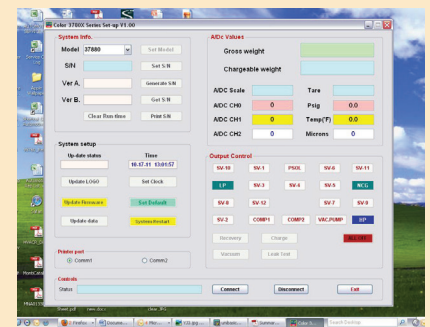 Color 3780X Series Set-up V1.00
System Info.
Model 37880 Set Model
S/N Set S/N
Ver A. Generate S/N
Ver B. Get S/N
Clear Run time Print S/N
System setup
Up-date status Time
10-17-11 13:01:57
Update LOGO Set Clock
Update Firmware Set Default
Update data System Restart
Printer port
Comm1 Comm2
Controls
Status Connect Disconnect Exit
A/Dc Values
Gross weight
Chargeable weight
A/DC Scale Tare
A/DC CH0 0 Psig 0.0
A/DC CH1 0 Temp(°F) 0.0
A/DC CH2 0 Microns 0
Output Control
SV-10 SV-1 PSOL SV-6 SV-11
LP SV-3 SV-4 SV-5 NCG
SV-8 SV-12 SV-7 SV-9
SV-2 COMP1 COMP2 VAC.PUMP HP
Recovery Charge
Vacuum Leak Test